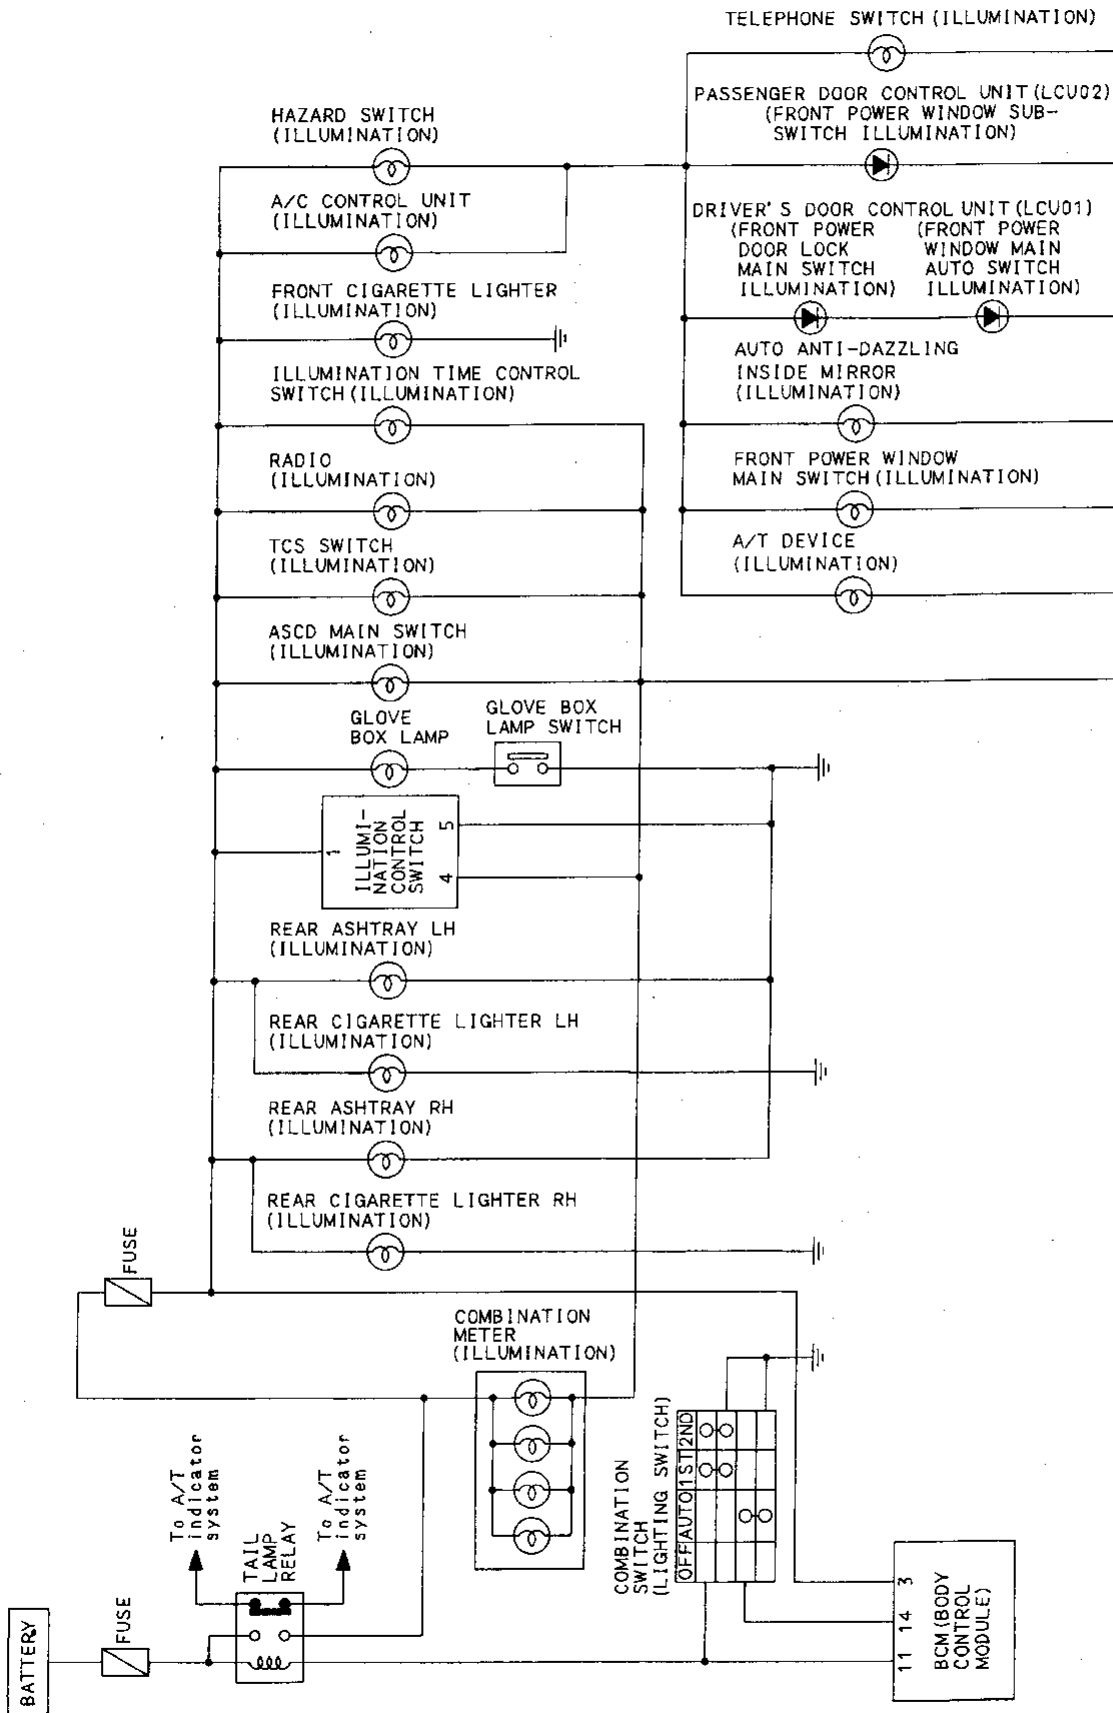 TELEPHONE SWITCH (ILLUMINATION)
PASSENGER DOOR CONTROL UNIT (LCU02)
(FRONT POWER WINDOW SUB-
SWITCH ILLUMINATION)
HAZARD SWITCH
(ILLUMINATION)
A/C CONTROL UNIT
(ILLUMINATION)
DRIVER'S DOOR CONTROL UNIT (LCU01)
(FRONT POWER
DOOR LOCK
MAIN SWITCH
ILLUMINATION)
(FRONT POWER
WINDOW MAIN
AUTO SWITCH
ILLUMINATION)
FRONT CIGARETTE LIGHTER
(ILLUMINATION)
AUTO ANTI-DAZZLING
INSIDE MIRROR
(ILLUMINATION)
ILLUMINATION TIME CONTROL
SWITCH (ILLUMINATION)
RADIO
(ILLUMINATION)
FRONT POWER WINDOW
MAIN SWITCH (ILLUMINATION)
TCS SWITCH
(ILLUMINATION)
A/T DEVICE
(ILLUMINATION)
ASCD MAIN SWITCH
(ILLUMINATION)
GLOVE
BOX LAMP
GLOVE BOX
LAMP SWITCH
1
ILLUMI-
NATION
CONTROL
SWITCH
5
4
REAR ASHTRAY LH
(ILLUMINATION)
REAR CIGARETTE LIGHTER LH
(ILLUMINATION)
REAR ASHTRAY RH
(ILLUMINATION)
REAR CIGARETTE LIGHTER RH
(ILLUMINATION)
FUSE
COMBINATION
METER
(ILLUMINATION)
To A/T
indicator
system
To A/T
indicator
system
TAIL
LAMP
RELAY
COMBINATION
SWITCH
(LIGHTING SWITCH)
OFF AUTO 1ST 2ND
BATTERY
FUSE
3
14
11
BCM (BODY
CONTROL
MODULE)